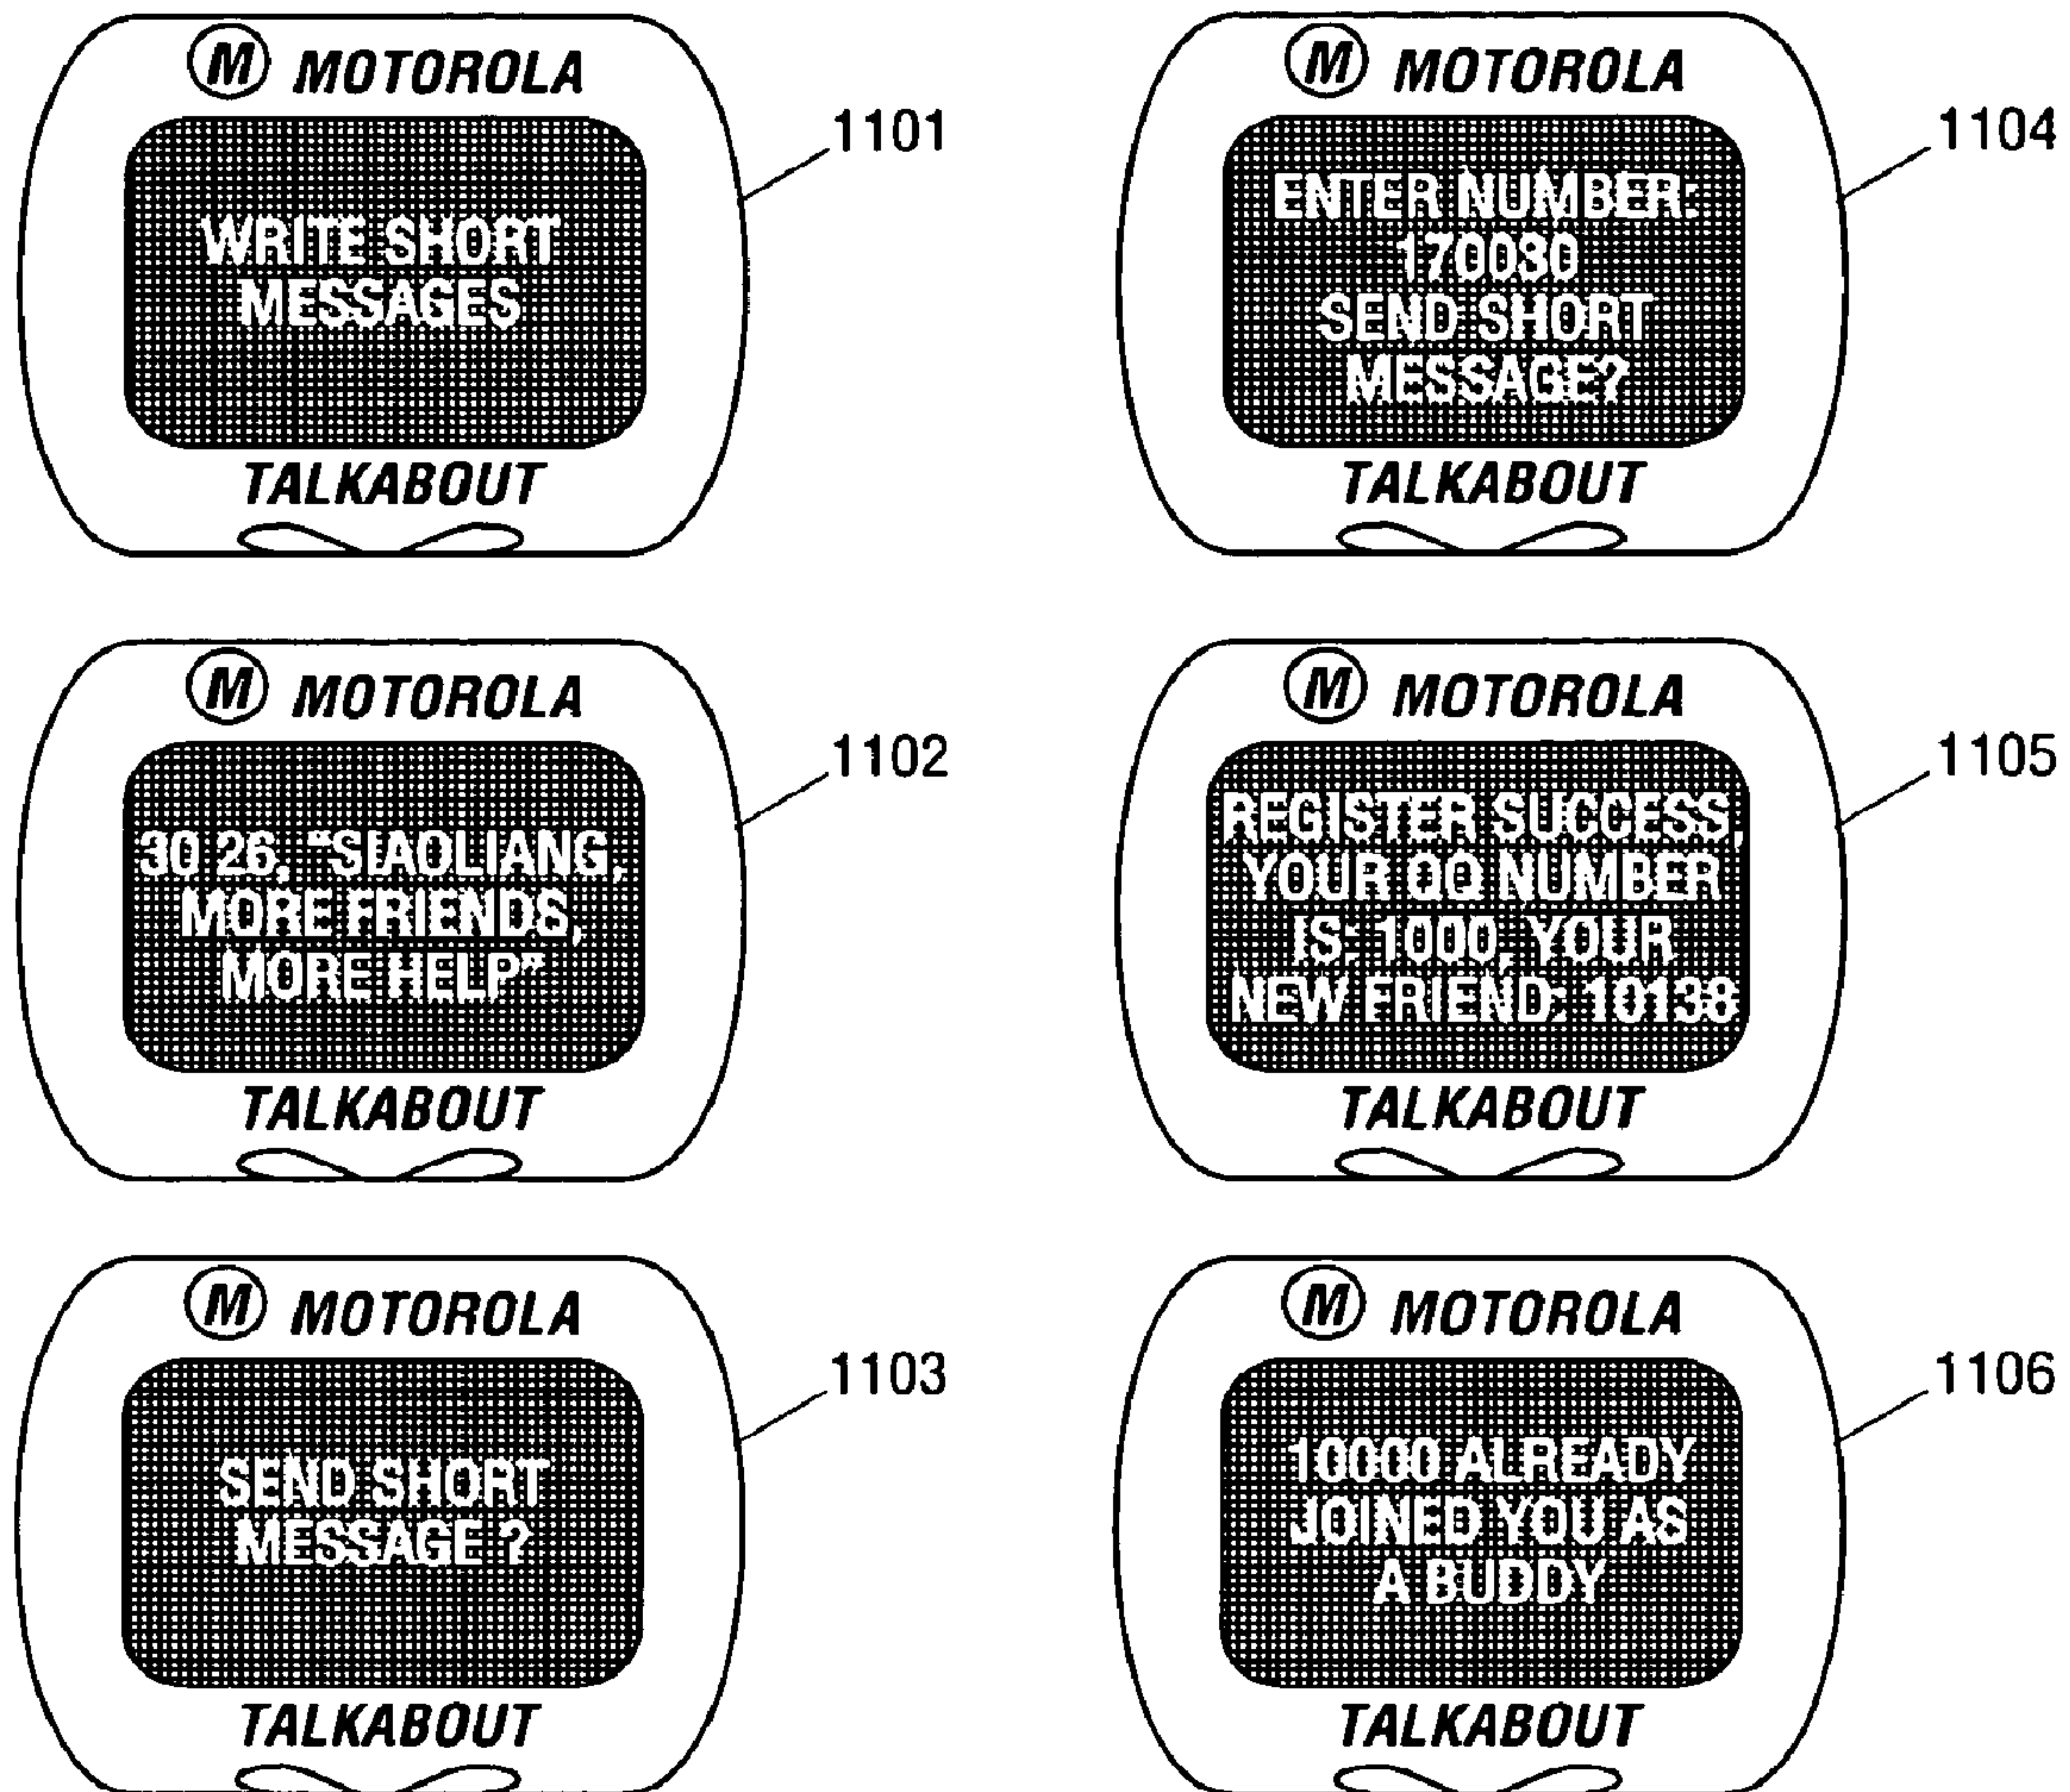 M MOTOROLA
1101
WRITE SHORT
MESSAGES
TALKABOUT
M MOTOROLA
1102
30 26, "SIAOLIANG,
MORE FRIENDS,
MORE HELP"
TALKABOUT
M MOTOROLA
1103
SEND SHORT
MESSAGE ?
TALKABOUT
M MOTOROLA
1104
ENTER NUMBER:
170030
SEND SHORT
MESSAGE?
TALKABOUT
M MOTOROLA
1105
REGISTER SUCCESS,
YOUR QQ NUMBER
IS: 1000, YOUR
NEW FRIEND: 10138
TALKABOUT
M MOTOROLA
1106
10000 ALREADY
JOINED YOU AS
A BUDDY
TALKABOUT